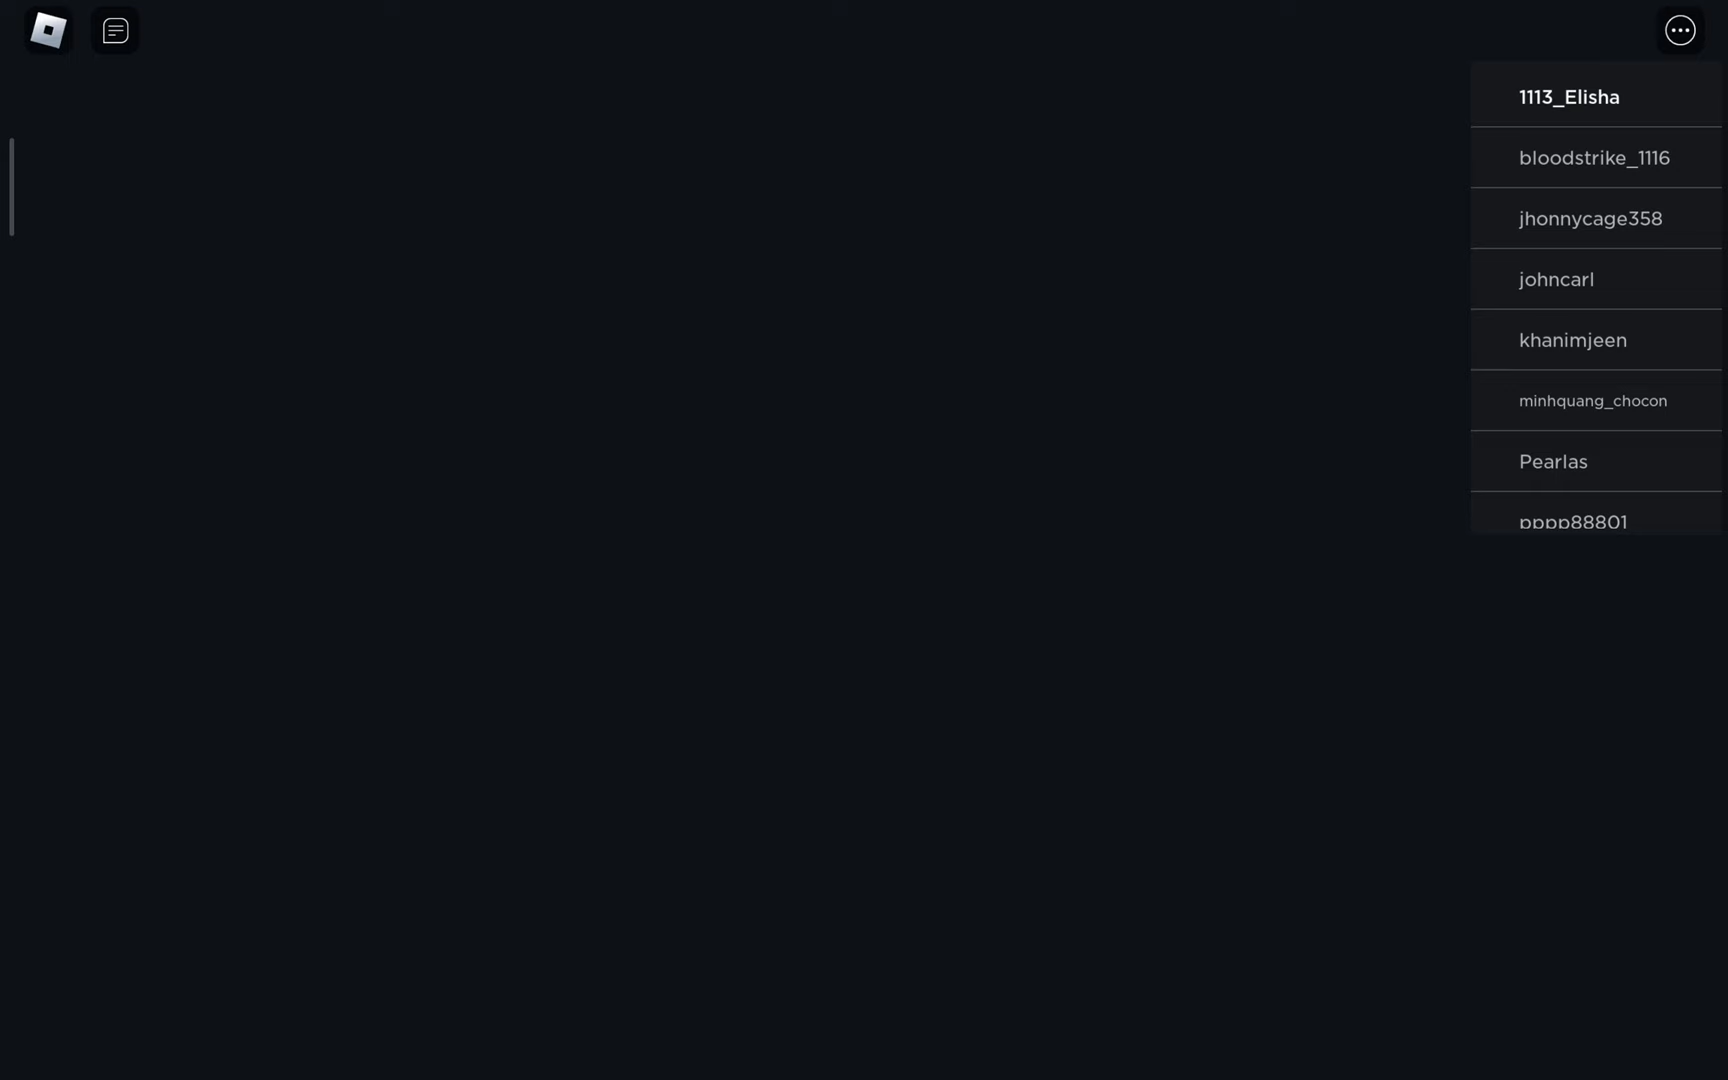 1113_Elisha
bloodstrike_1116
jhonnycage358
johncarl
khanimjeen
minhquang_chocon
Pearlas
pppp88801